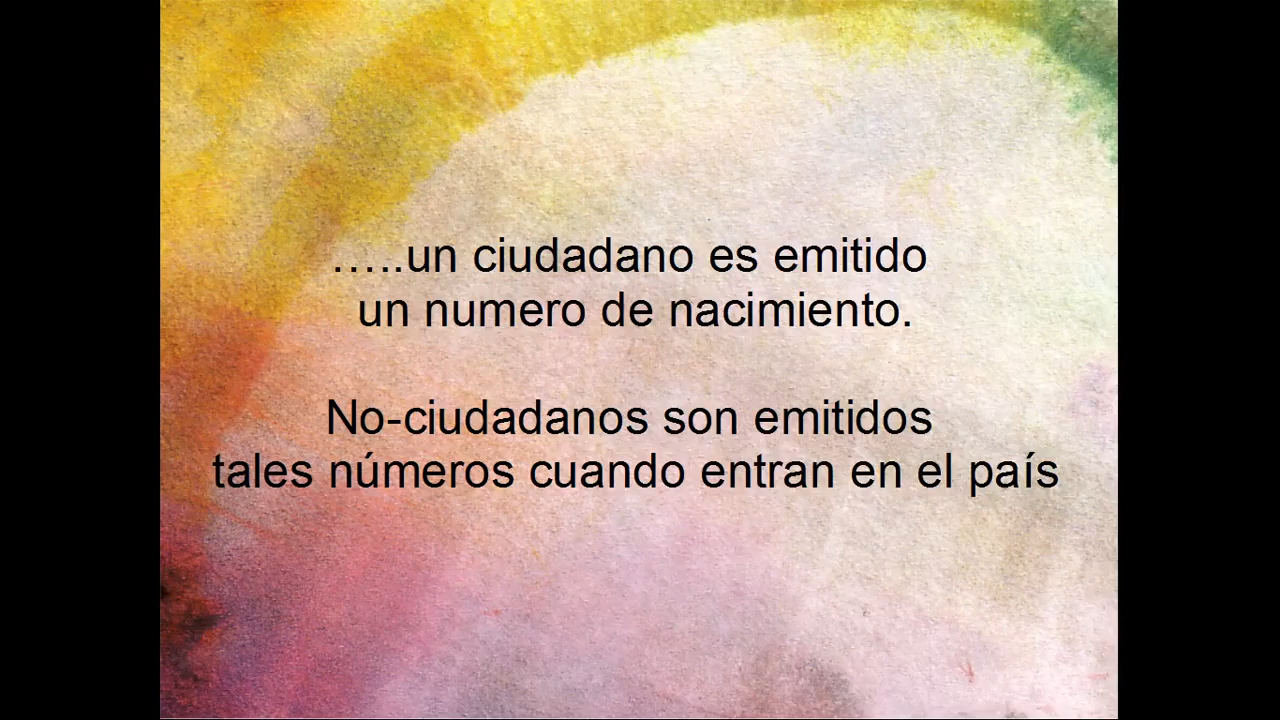 …..un ciudadano es emitido
un numero de nacimiento.
No-ciudadanos son emitidos
tales números cuando entran en el país